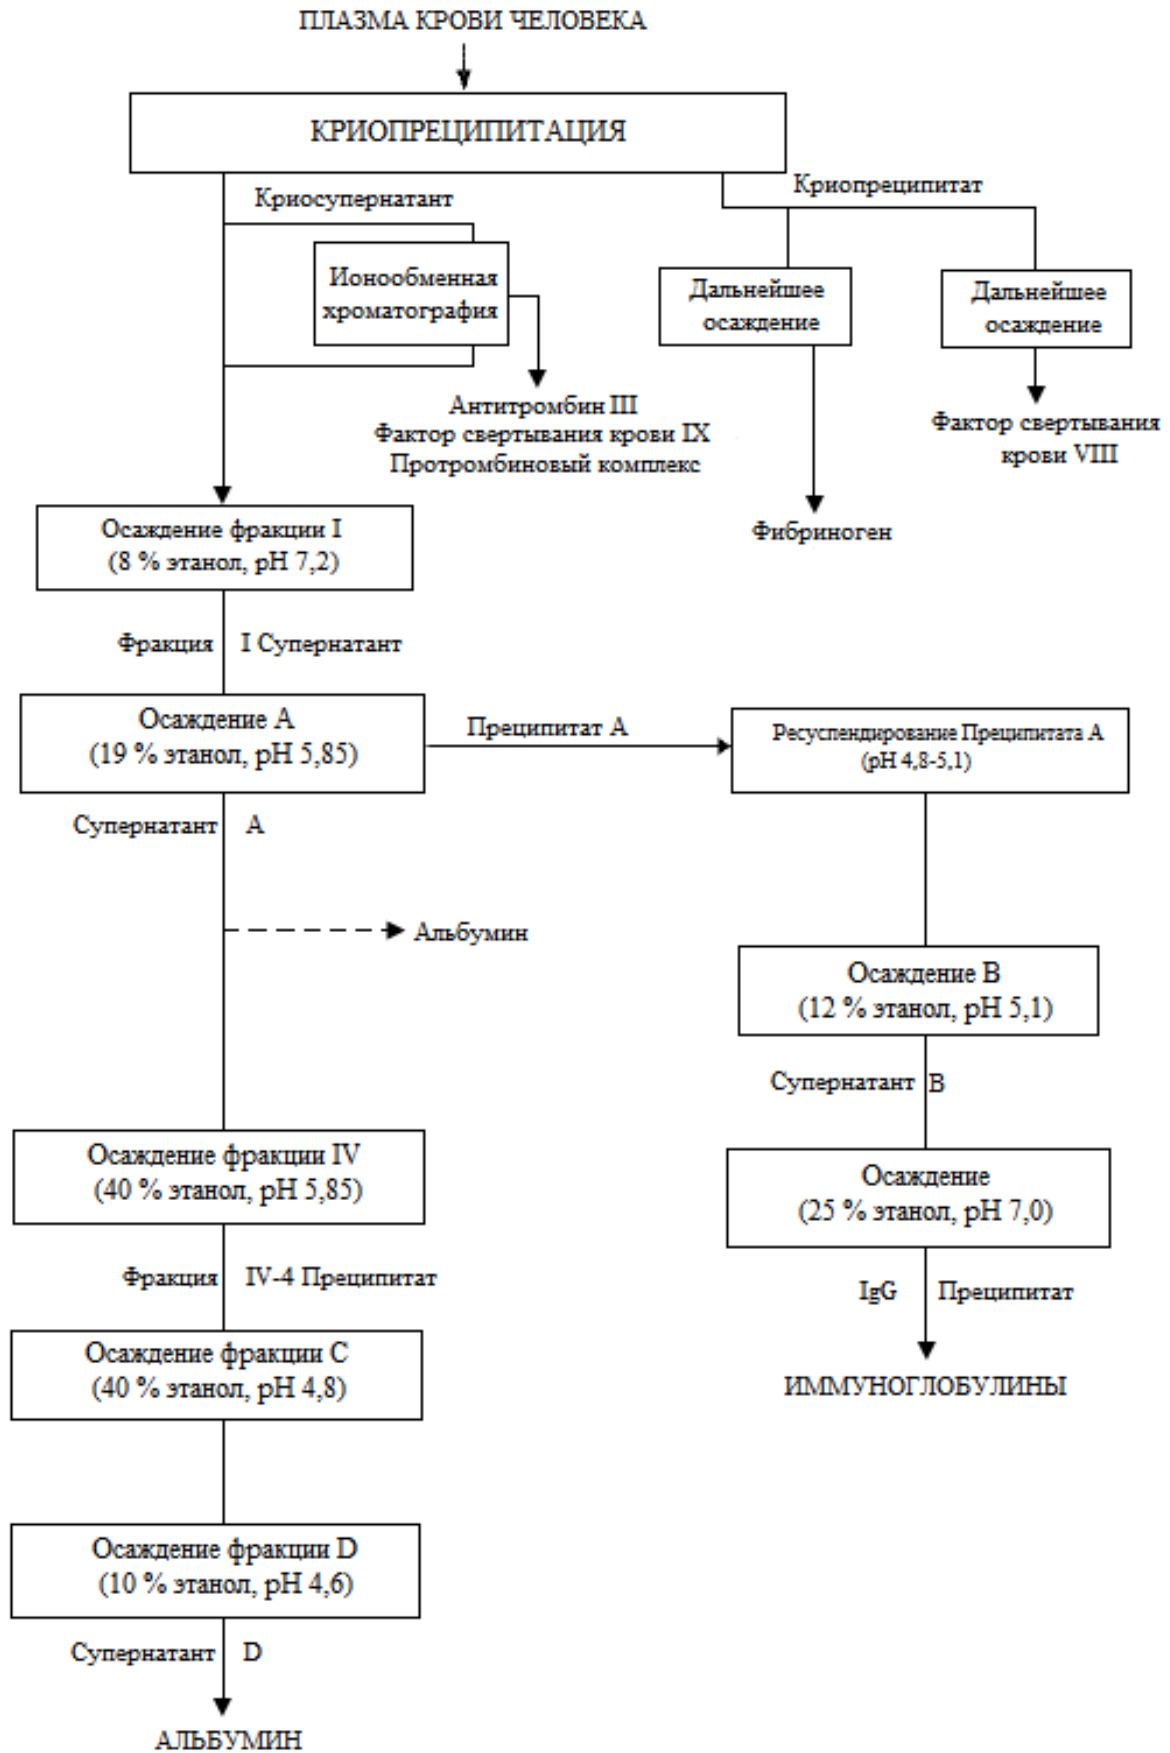 ПЛАЗМА КРОВИ ЧЕЛОВЕКА
КРИОПРЕЦИПИТАЦИЯ
Криосупернатант
Криопреципитат
Ионообменная
хроматография
Дальнейшее
осаждение
Дальнейшее
осаждение
Антитромбин III
Фактор свертывания крови IX
Протромбиновый комплекс
Фактор свертывания
крови VIII
Фибриноген
Осаждение фракции I
(8 % этанол, pH 7,2)
Фракция I Супернатант
Осаждение А
(19 % этанол, pH 5,85)
Преципитат А
Ресуспендирование Преципитата А
(pH 4,8-5,1)
Супернатант А
Альбумин
Осаждение В
(12 % этанол, pH 5,1)
Супернатант В
Осаждение фракции IV
(40 % этанол, pH 5,85)
Осаждение
(25 % этанол, pH 7,0)
Фракция IV-4 Преципитат
IgG Преципитат
Осаждение фракции С
(40 % этанол, pH 4,8)
ИММУНОГЛОБУЛИНЫ
Осаждение фракции D
(10 % этанол, pH 4,6)
Супернатант D
АЛЬБУМИН